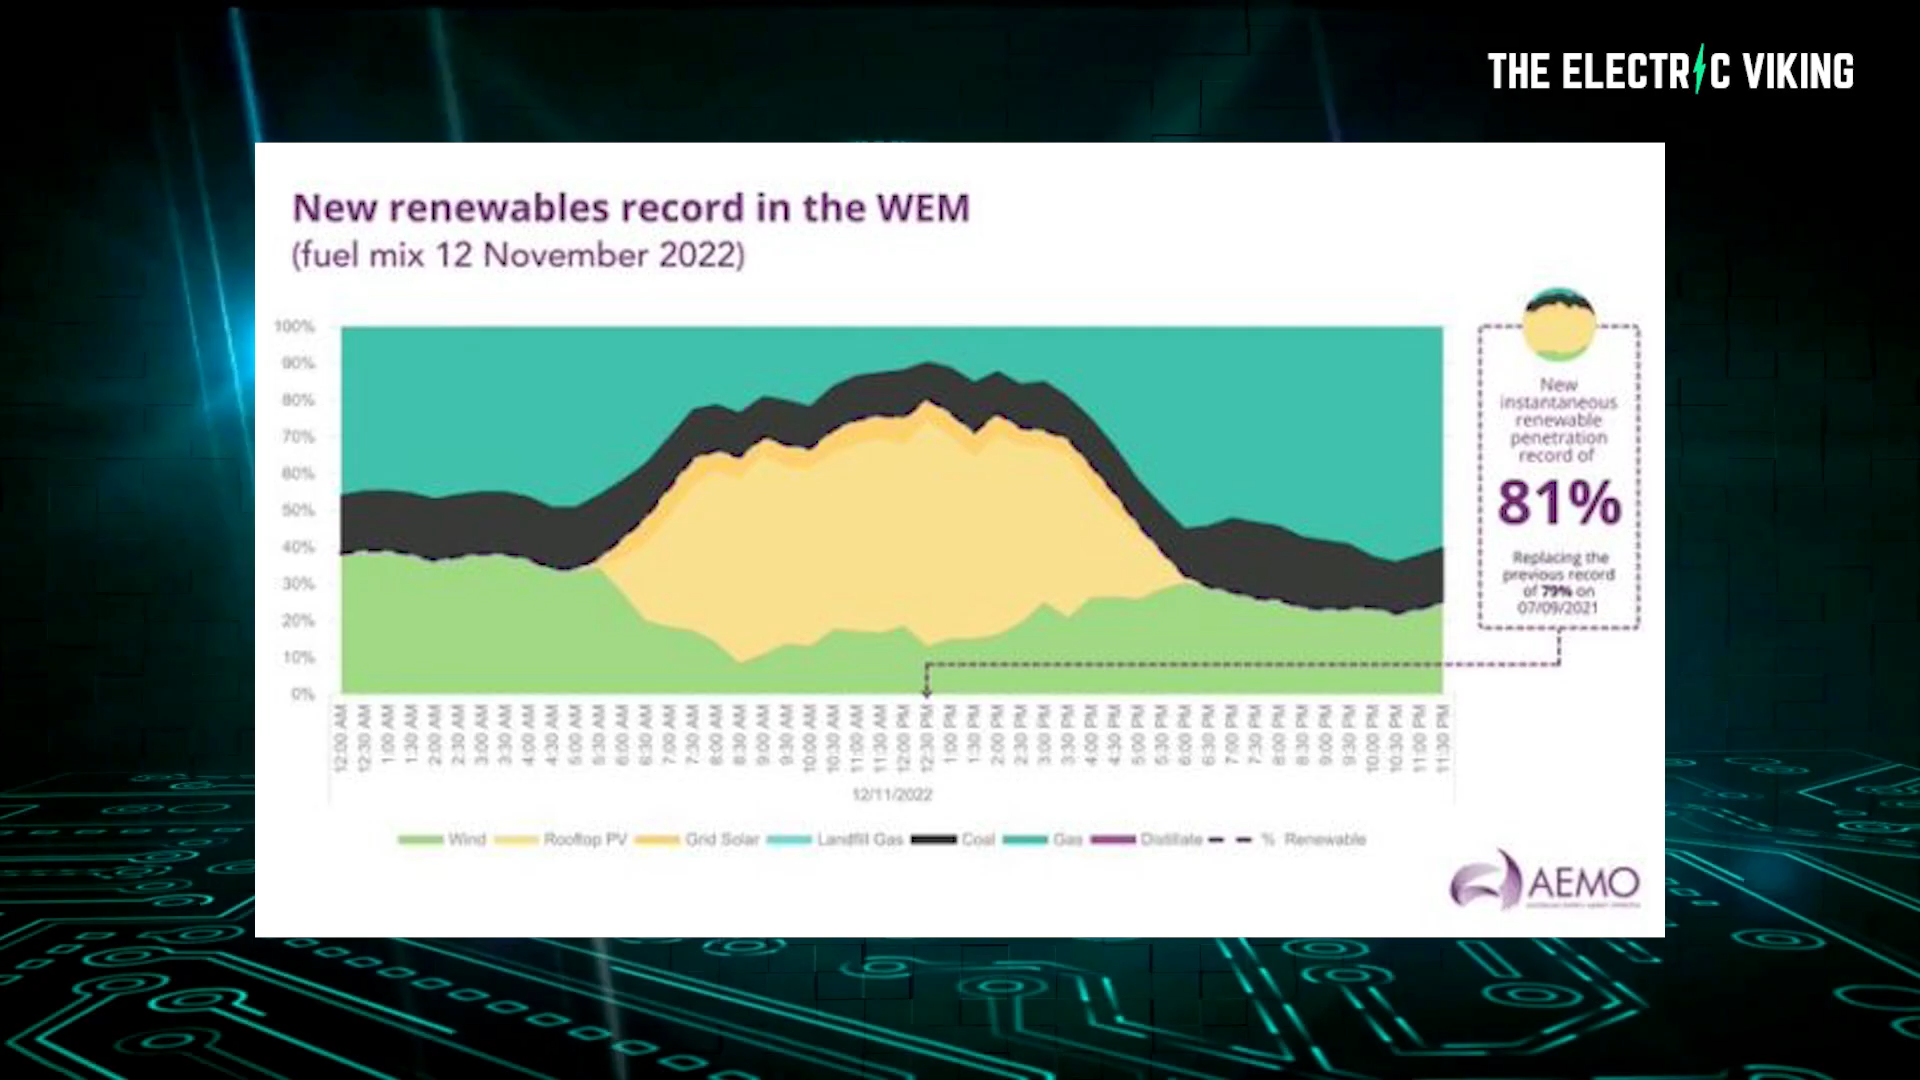 THE ELECTRIC VIKING
New renewables record in the WEM
(fuel mix 12 November 2022)
100%
90%
80%
70%
60%
50%
40%
30%
20%
10%
0%
12:00 AM
12:30 AM
1:00 AM
1:30 AM
2:00 AM
2:30 AM
3:00 AM
3:30 AM
4:00 AM
4:30 AM
5:00 AM
5:30 AM
6:00 AM
6:30 AM
7:00 AM
7:30 AM
8:00 AM
8:30 AM
9:00 AM
9:30 AM
10:00 AM
10:30 AM
11:00 AM
11:30 AM
12:00 PM
12:30 PM
1:00 PM
1:30 PM
2:00 PM
2:30 PM
3:00 PM
3:30 PM
4:00 PM
4:30 PM
5:00 PM
5:30 PM
6:00 PM
6:30 PM
7:00 PM
7:30 PM
8:00 PM
8:30 PM
9:00 PM
9:30 PM
10:00 PM
10:30 PM
11:00 PM
11:30 PM
12/11/2022
Wind Rooftop PV Grid Solar Landfill Gas Coal Gas Distillate % Renewable
New
instantaneous
renewable
penetration
record of
81%
Replacing the
previous record
of 79% on
07/09/2021
AEMO